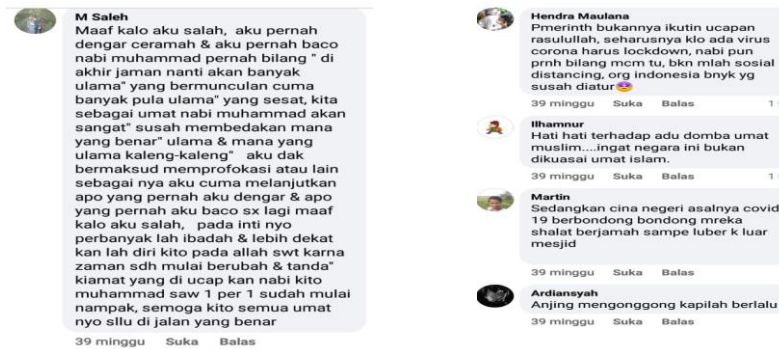 M Saleh
Maaf kalo aku salah, aku pernah
dengar ceramah & aku pernah baco
nabi muhammad pernah bilang " di
akhir jaman nanti akan banyak
ulama" yang bermunculan cuma
banyak pula ulama" yang sesat, kita
sebagai umat nabi muhammad akan
sangat" susah membedakan mana
yang benar" ulama & mana yang
ulama kaleng-kaleng" aku dak
bermaksud memprofokasi atau lain
sebagai nya aku cuma melanjutkan
apo yang pernah aku dengar & apo
yang pernah aku baco sx lagi maaf
kalo aku salah, pada inti nyo
perbanyak lah ibadah & lebih dekat
kan lah diri kito pada allah swt karna
zaman sdh mulai berubah & tanda"
kiamat yang di ucap kan nabi kito
muhammad saw 1 per 1 sudah mulai
nampak, semoga kito semua umat
nyo sllu di jalan yang benar
39 minggu Suka Balas
Hendra Maulana
Pmerinth bukannya ikutin ucapan
rasulullah, seharusnya klo ada virus
corona harus lockdown, nabi pun
prnh bilang mcm tu, bkn mlah sosial
distancing, org indonesia bnyk yg
susah diatur😈
39 minggu Suka Balas 1
Ilhamnur
Hati hati terhadap adu domba umat
muslim....ingat negara ini bukan
dikuasai umat islam.
39 minggu Suka Balas 1
Martin
Sedangkan cina negeri asalnya covid
19 berbondong bondong mreka
shalat berjamah sampe luber k luar
mesjid
39 minggu Suka Balas
Ardiansyah
Anjing mengonggong kapilah berlalu
39 minggu Suka Balas